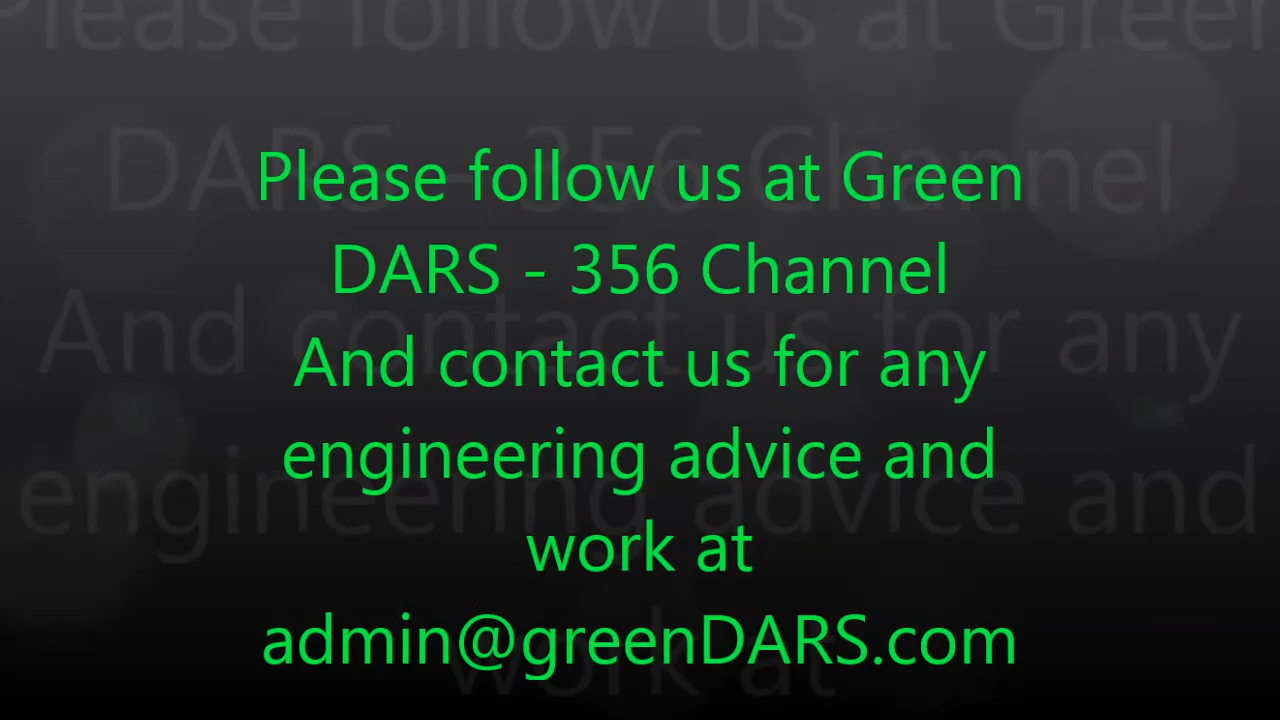 Please follow us at Green
DARS - 356 Channel
And contact us for any
engineering advice and
work at
admin@greenDARS.com